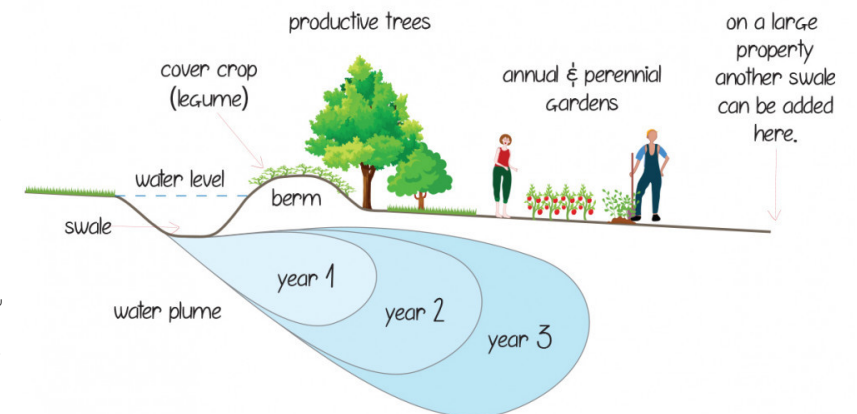 productive trees
cover crop
(legume)
annual & perennial
gardens
on a large
property
another swale
can be added
here.
water level
berm
swale
year 1
water plume
year 2
year 3